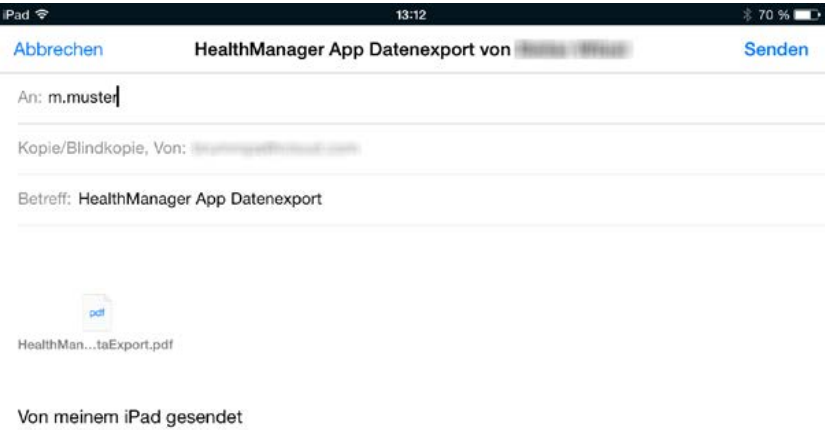 iPad 13:12 70 %
Abbrechen HealthManager App Datenexport von Senden
An: m.muster
Kopie/Blindkopie, Von:
Betreff: HealthManager App Datenexport
pdf
HealthMan...taExport.pdf
Von meinem iPad gesendet